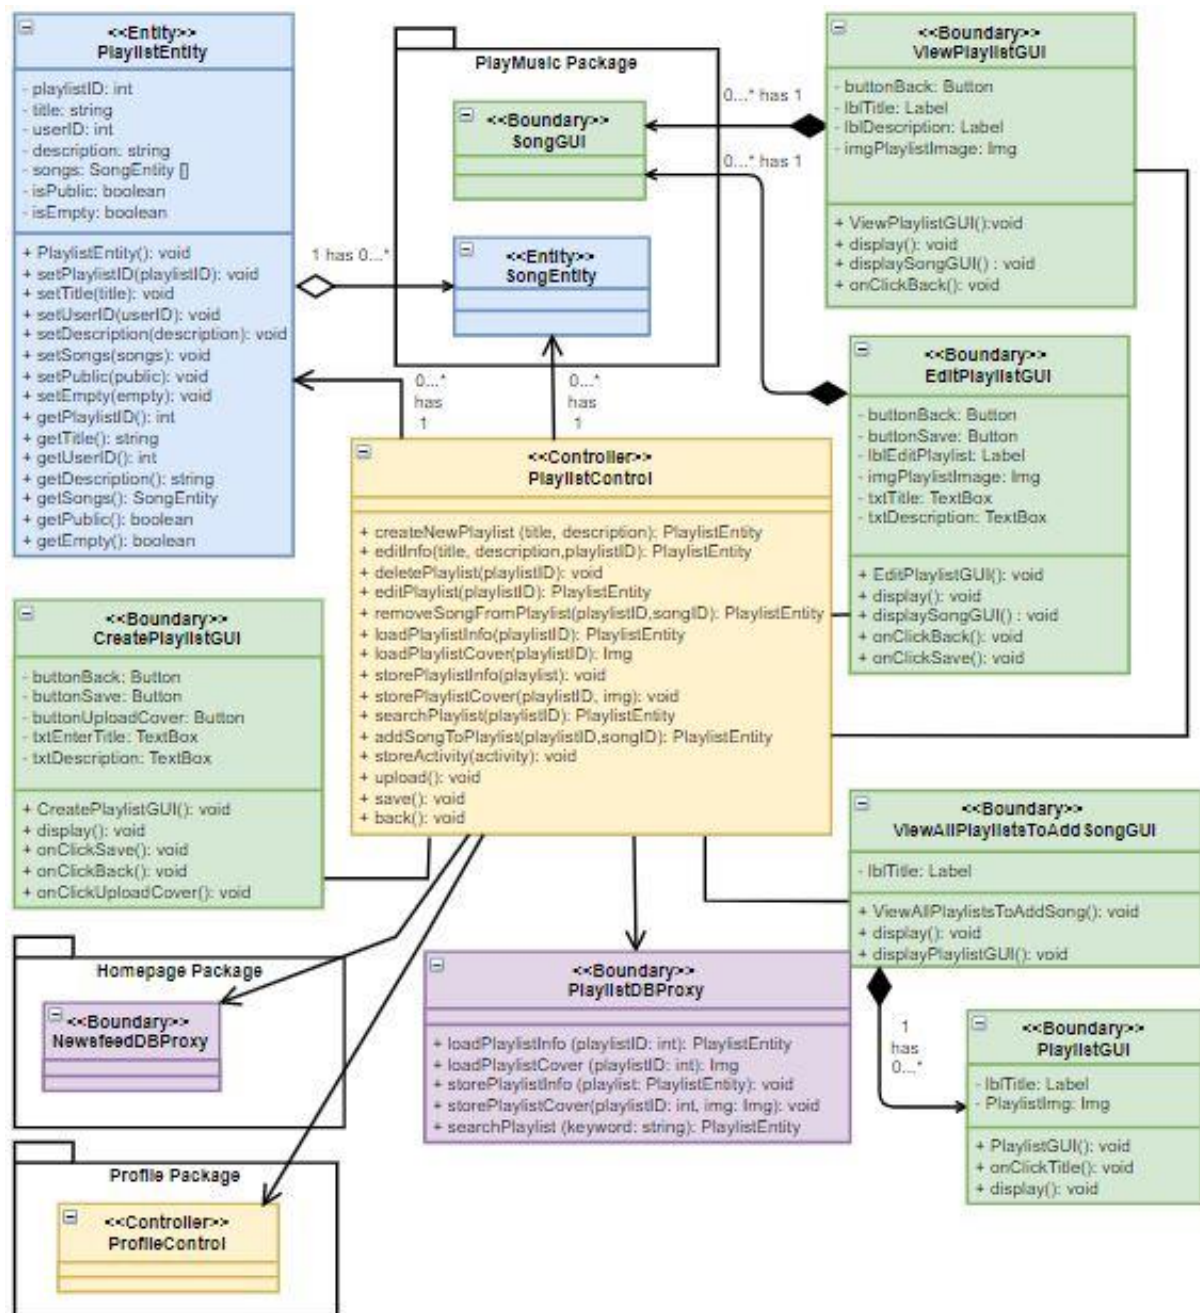 <<Entity>>
PlaylistEntity
- playlistID: int
- title: string
- userID: int
- description: string
- songs: SongEntity []
- isPublic: boolean
- isEmpty: boolean
+ PlaylistEntity(): void
+ setPlaylistID(playlistID): void
+ setTitle(title): void
+ setUserID(userID): void
+ setDescription(description): void
+ setSongs(songs): void
+ setPublic(public): void
+ setEmpty(empty): void
+ getPlaylistID(): int
+ getTitle(): string
+ getUserID(): int
+ getDescription(): string
+ getSongs(): SongEntity
+ getPublic(): boolean
+ getEmpty(): boolean
1 has 0...*
PlayMusic Package
<<Boundary>>
SongGUI
<<Entity>>
SongEntity
0...* has 1
0...* has 1
<<Boundary>>
ViewPlaylistGUI
- buttonBack: Button
- lblTitle: Label
- lblDescription: Label
- imgPlaylistImage: Img
+ ViewPlaylistGUI():void
+ display(): void
+ displaySongGUI() : void
+ onClickBack(): void
<<Boundary>>
EditPlaylistGUI
- buttonBack: Button
- buttonSave: Button
- lblEditPlaylist: Label
- imgPlaylistImage: Img
- txtTitle: TextBox
- txtDescription: TextBox
+ EditPlaylistGUI(): void
+ display(): void
+ displaySongGUI() : void
+ onClickBack(): void
+ onClickSave(): void
0...*
has
1
0...*
has
1
<<Controller>>
PlaylistControl
+ createNewPlaylist (title, description): PlaylistEntity
+ editInfo(title, description,playlistID): PlaylistEntity
+ deletePlaylist(playlistID): void
+ editPlaylist(playlistID): PlaylistEntity
+ removeSongFromPlaylist(playlistID,songID): PlaylistEntity
+ loadPlaylistInfo(playlistID): PlaylistEntity
+ loadPlaylistCover(playlistID): Img
+ storePlaylistInfo(playlist): void
+ storePlaylistCover(playlistID, img): void
+ searchPlaylist(playlistID): PlaylistEntity
+ addSongToPlaylist(playlistID,songID): PlaylistEntity
+ storeActivity(activity): void
+ upload(): void
+ save(): void
+ back(): void
<<Boundary>>
CreatePlaylistGUI
- buttonBack: Button
- buttonSave: Button
- buttonUploadCover: Button
- txtEnterTitle: TextBox
- txtDescription: TextBox
+ CreatePlaylistGUI(): void
+ display(): void
+ onClickSave(): void
+ onClickBack(): void
+ onClickUploadCover(): void
<<Boundary>>
ViewAllPlaylistsToAddSongGUI
- lblTitle: Label
+ ViewAllPlaylistsToAddSong(): void
+ display(): void
+ displayPlaylistGUI(): void
Homepage Package
<<Boundary>>
NewsfeedDBProxy
<<Boundary>>
PlaylistDBProxy
+ loadPlaylistInfo (playlistID: int): PlaylistEntity
+ loadPlaylistCover (playlistID: int): Img
+ storePlaylistInfo (playlist: PlaylistEntity): void
+ storePlaylistCover(playlistID: int, img: Img): void
+ searchPlaylist (keyword: string): PlaylistEntity
1
has
0...*
<<Boundary>>
PlaylistGUI
- lblTitle: Label
- PlaylistImg: Img
+ PlaylistGUI(): void
+ onClickTitle(): void
+ display(): void
Profile Package
<<Controller>>
ProfileControl